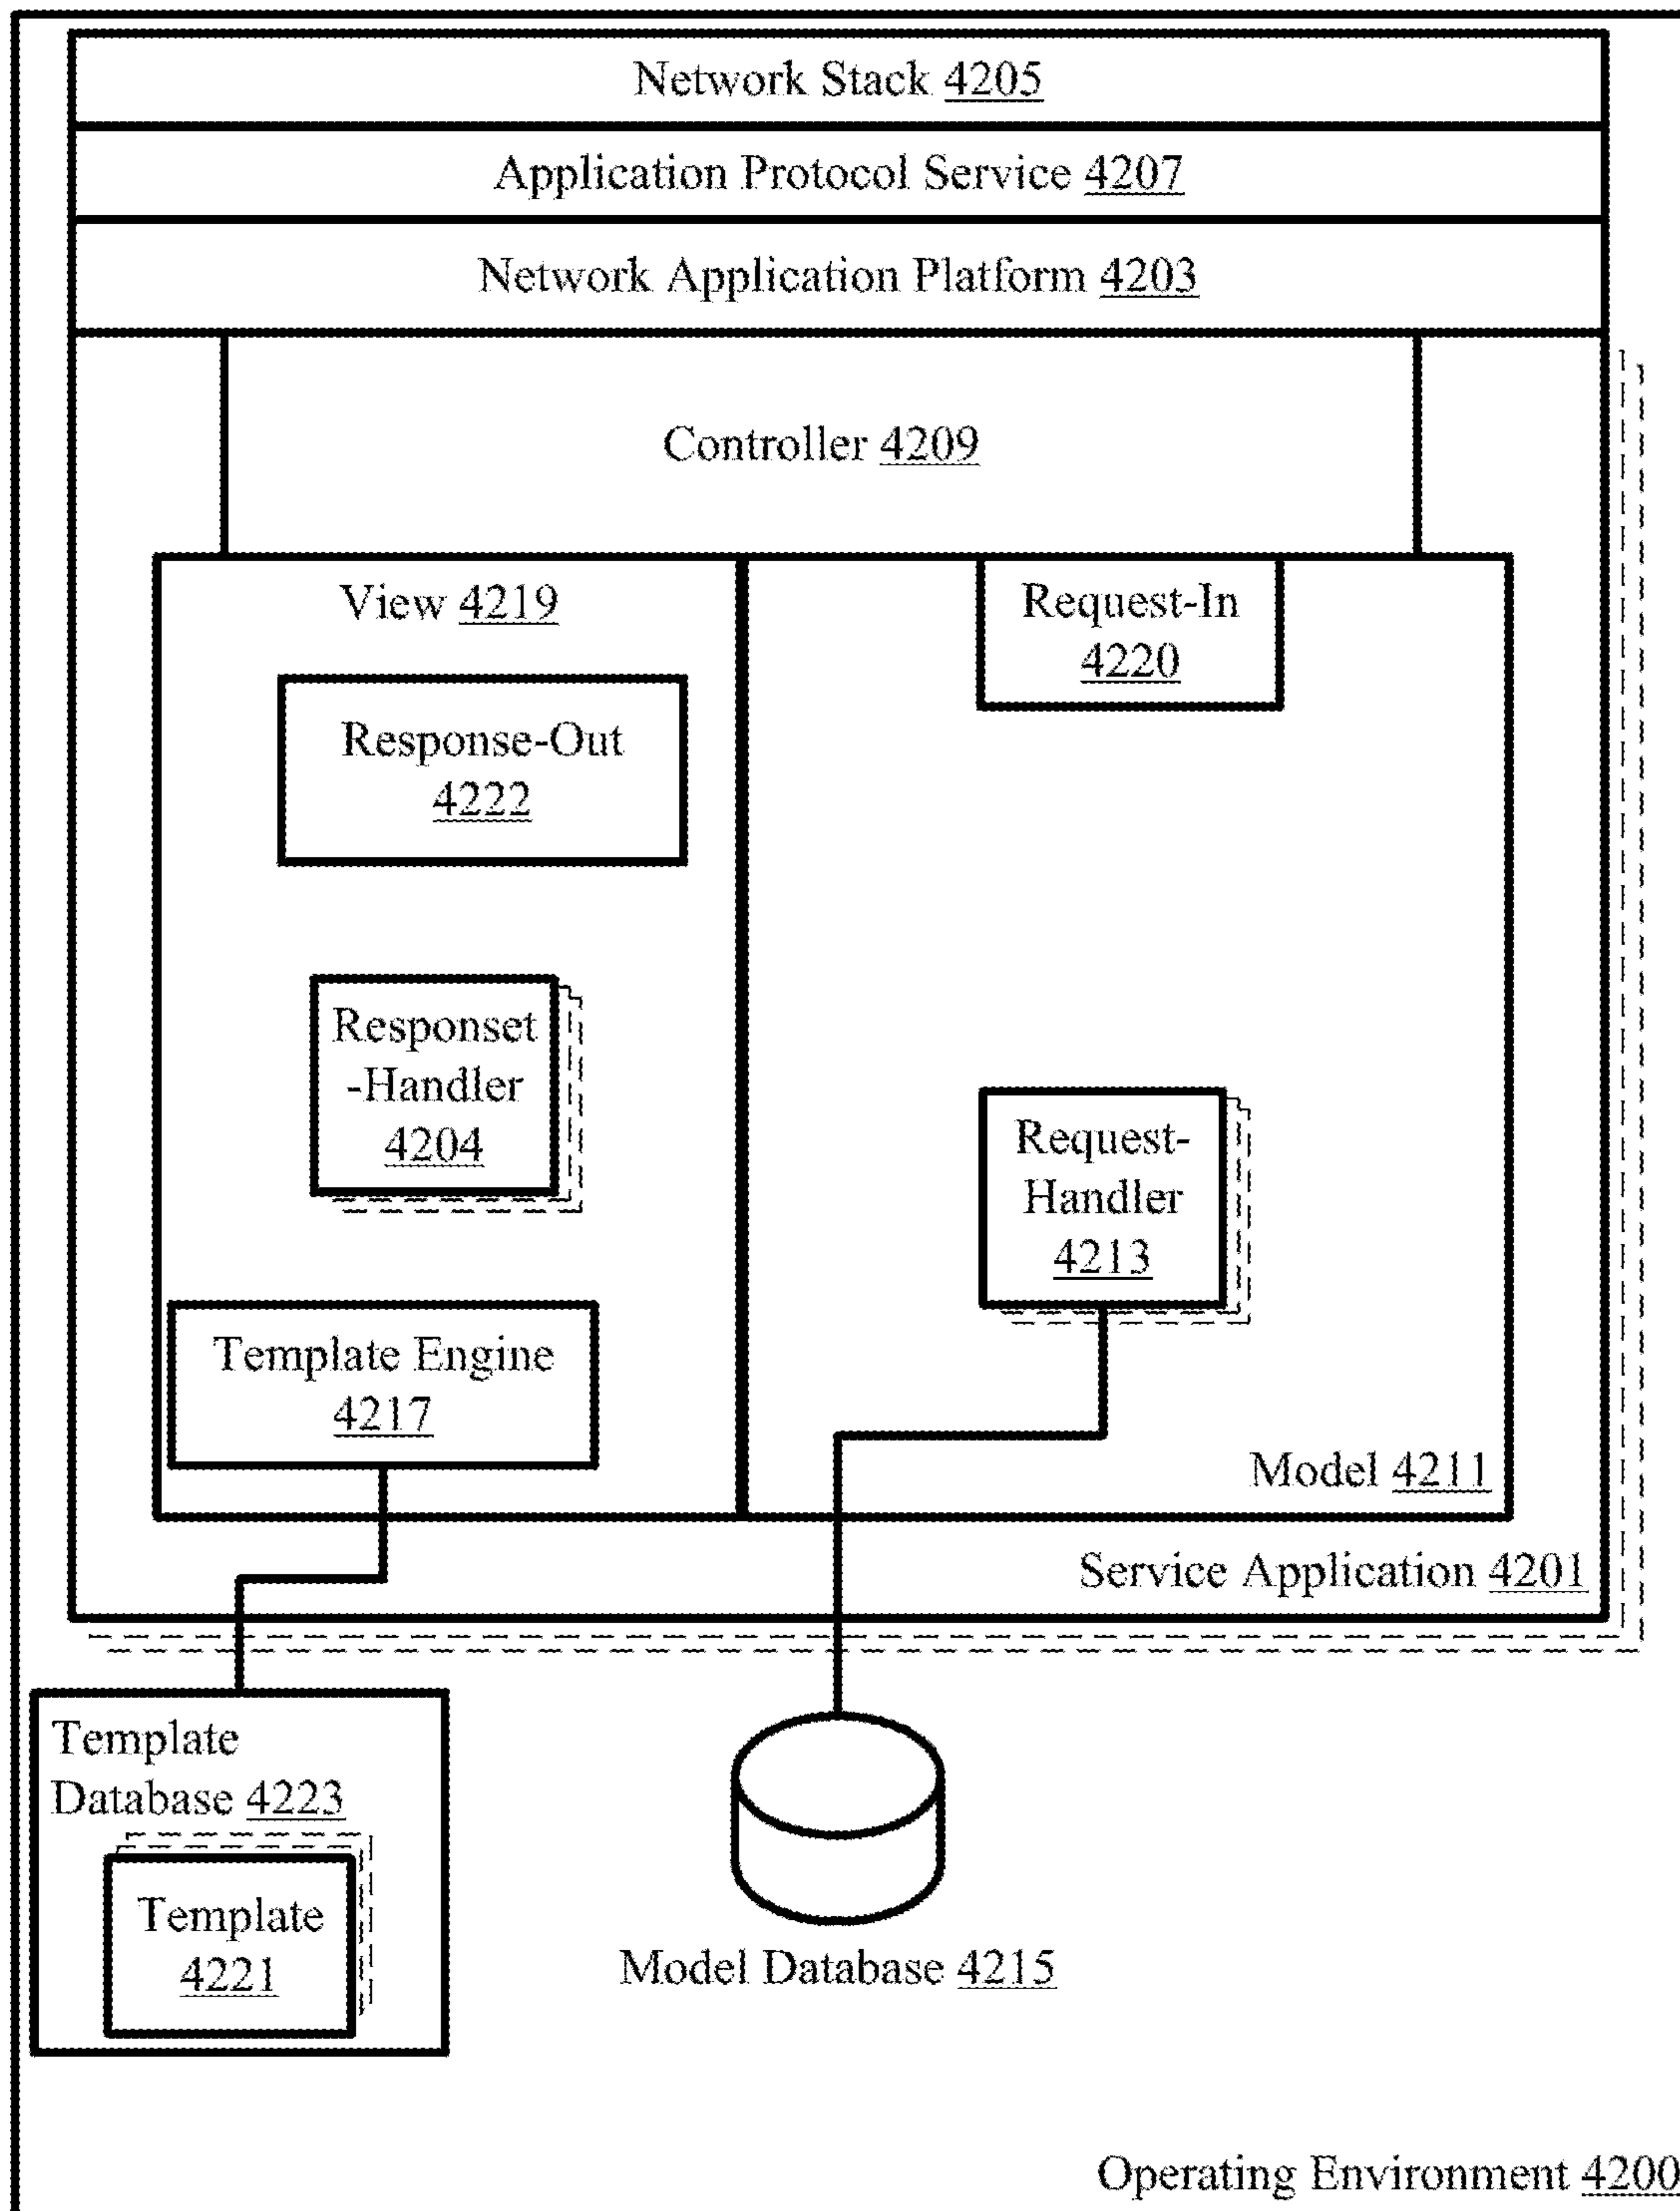 Network Stack 4205
Application Protocol Service 4207
Network Application Platform 4203
Controller 4209
View 4219
Response-Out
4222
Responset
-Handler
4204
Template Engine
4217
Request-In
4220
Request-
Handler
4213
Model 4211
Service Application 4201
Template
Database 4223
Template
4221
Model Database 4215
Operating Environment 4200